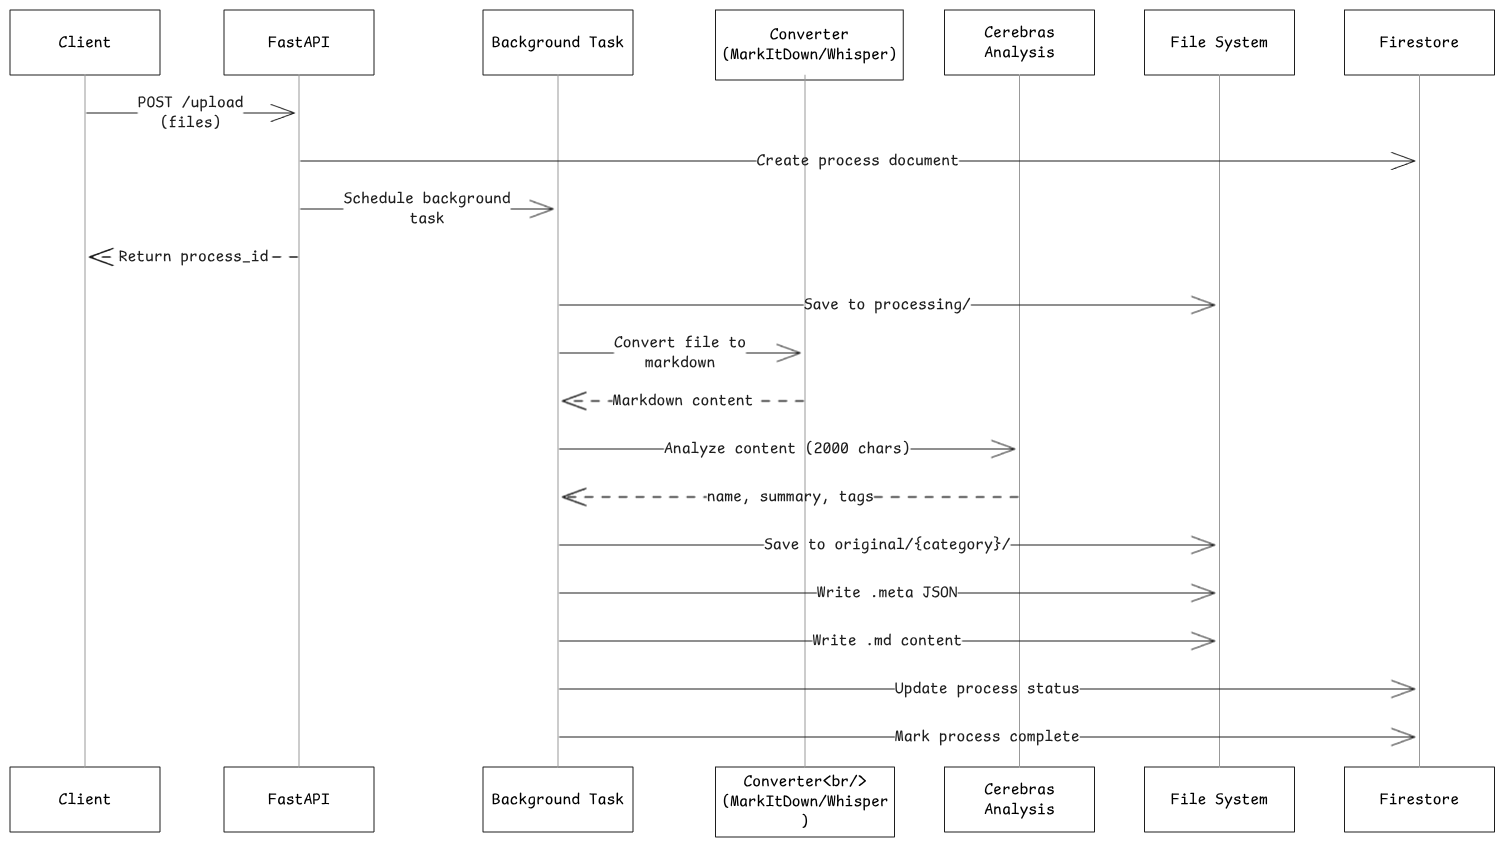 Client
FastAPI
Background Task
Converter
(MarkItDown/Whisper)
Cerebras
Analysis
File System
Firestore
POST /upload
(files)
Create process document
Schedule background
task
Return process_id
Save to processing/
Convert file to
markdown
Markdown content
Analyze content (2000 chars)
name, summary, tags
Save to original/{category}/
Write .meta JSON
Write .md content
Update process status
Mark process complete
Client
FastAPI
Background Task
Converter<br/>
(MarkItDown/Whisper
)
Cerebras
Analysis
File System
Firestore